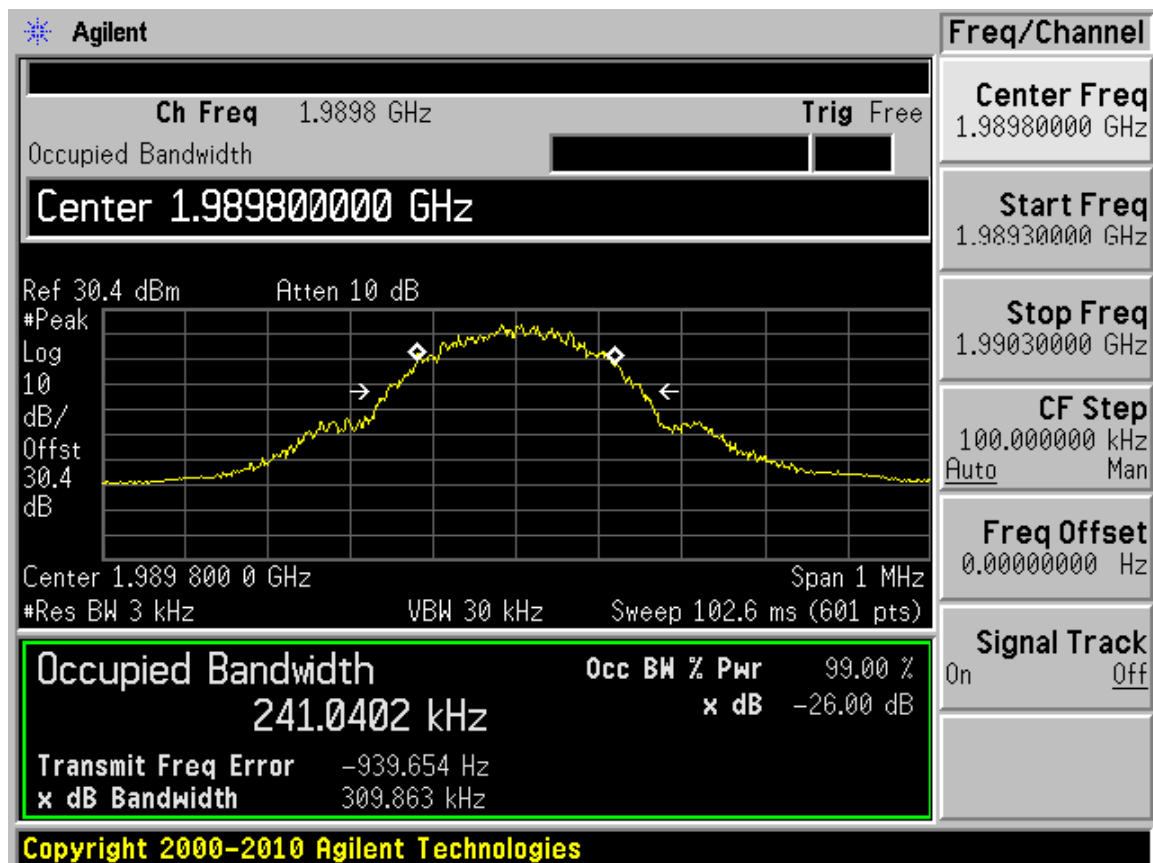 Agilent
Ch Freq 1.9898 GHz Trig Free
Occupied Bandwidth
Center 1.989800000 GHz
Ref 30.4 dBm Atten 10 dB
#Peak
Log
10
dB/
Offst
30.4
dB
Center 1.989 800 0 GHz Span 1 MHz
#Res BW 3 kHz VBW 30 kHz Sweep 102.6 ms (601 pts)
Occupied Bandwidth
241.0402 kHz
Occ BW % Pwr 99.00 %
x dB -26.00 dB
Transmit Freq Error -939.654 Hz
x dB Bandwidth 309.863 kHz
Copyright 2000-2010 Agilent Technologies
Freq/Channel
Center Freq
1.98980000 GHz
Start Freq
1.98930000 GHz
Stop Freq
1.99030000 GHz
CF Step
100.000000 kHz
Auto Man
Freq Offset
0.00000000 Hz
Signal Track
On Off